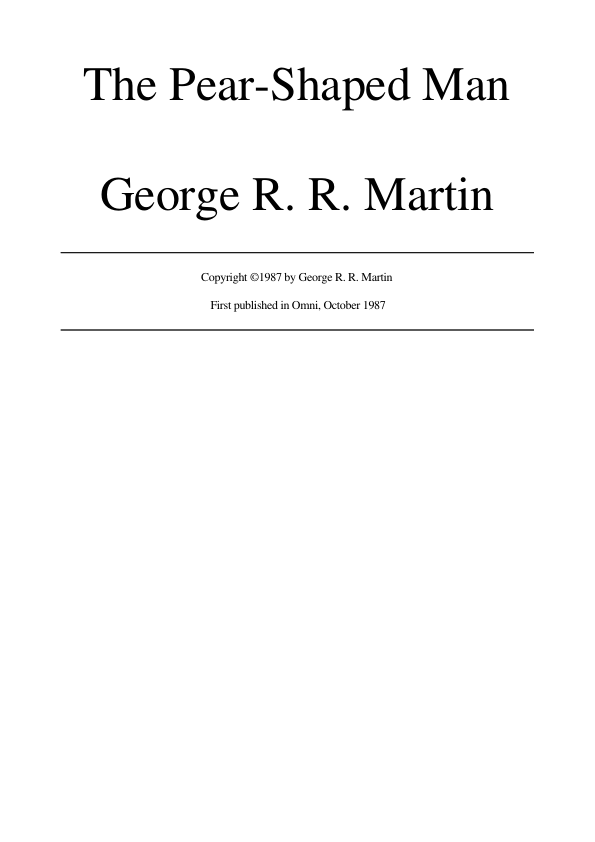 The Pear-Shaped Man
George R. R. Martin
Copyright ©1987 by George R. R. Martin
First published in Omni, October 1987